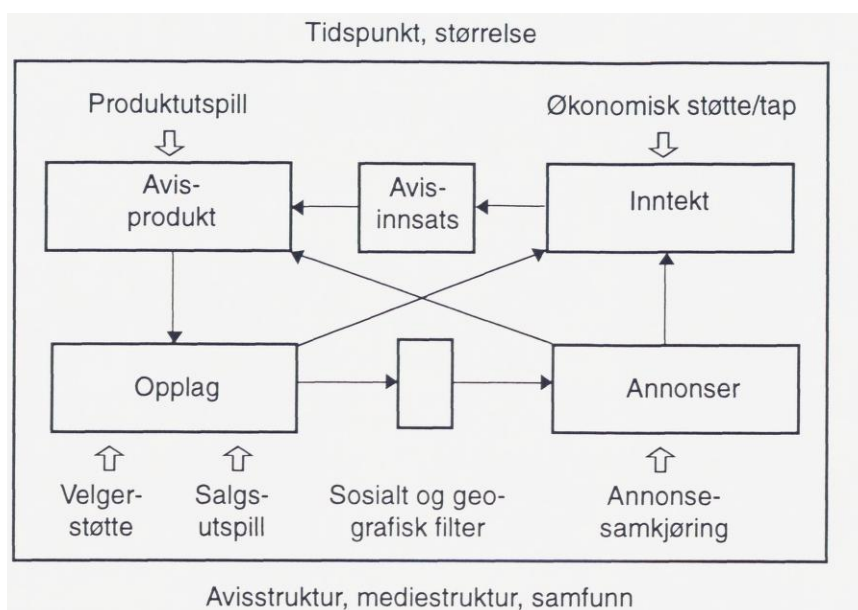 Tidspunkt, størrelse
Produktutspill
Økonomisk støtte/tap
Avis-
produkt
Avis-
innsats
Inntekt
Opplag
Annonser
Velger-
støtte
Salgs-
utspill
Sosialt og geo-
grafisk filter
Annonse-
samkjøring
Avisstruktur, mediestruktur, samfunn